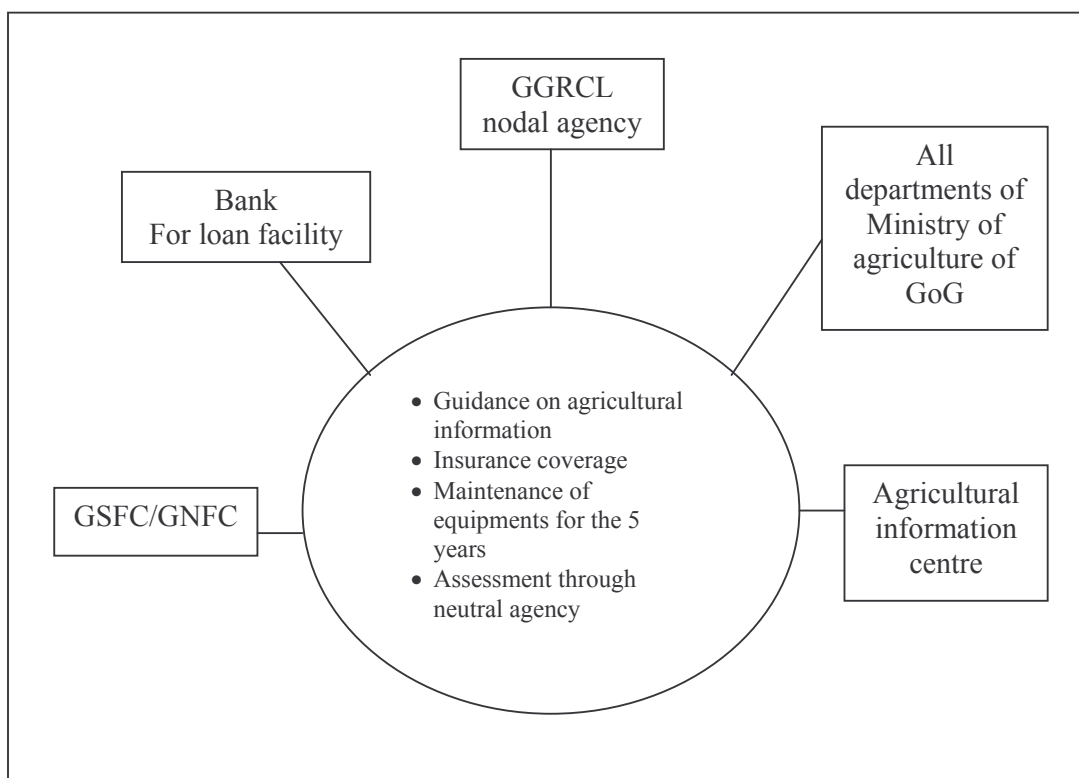 GGRCL
nodal agency
Bank
For loan facility
All
departments of
Ministry of
agriculture of
GoG
• Guidance on agricultural
information
• Insurance coverage
• Maintenance of
equipments for the 5
years
• Assessment through
neutral agency
GSFC/GNFC
Agricultural
information
centre